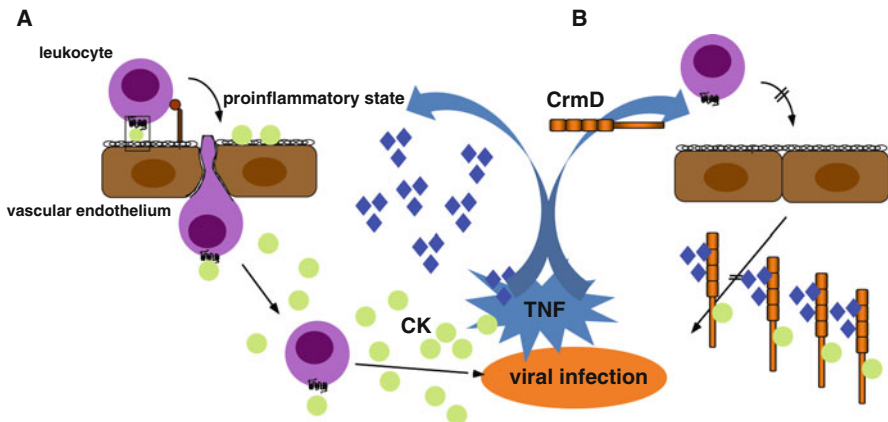 A
B
leukocyte
proinflammatory state
CrmD
vascular endothelium
CK
TNF
viral infection